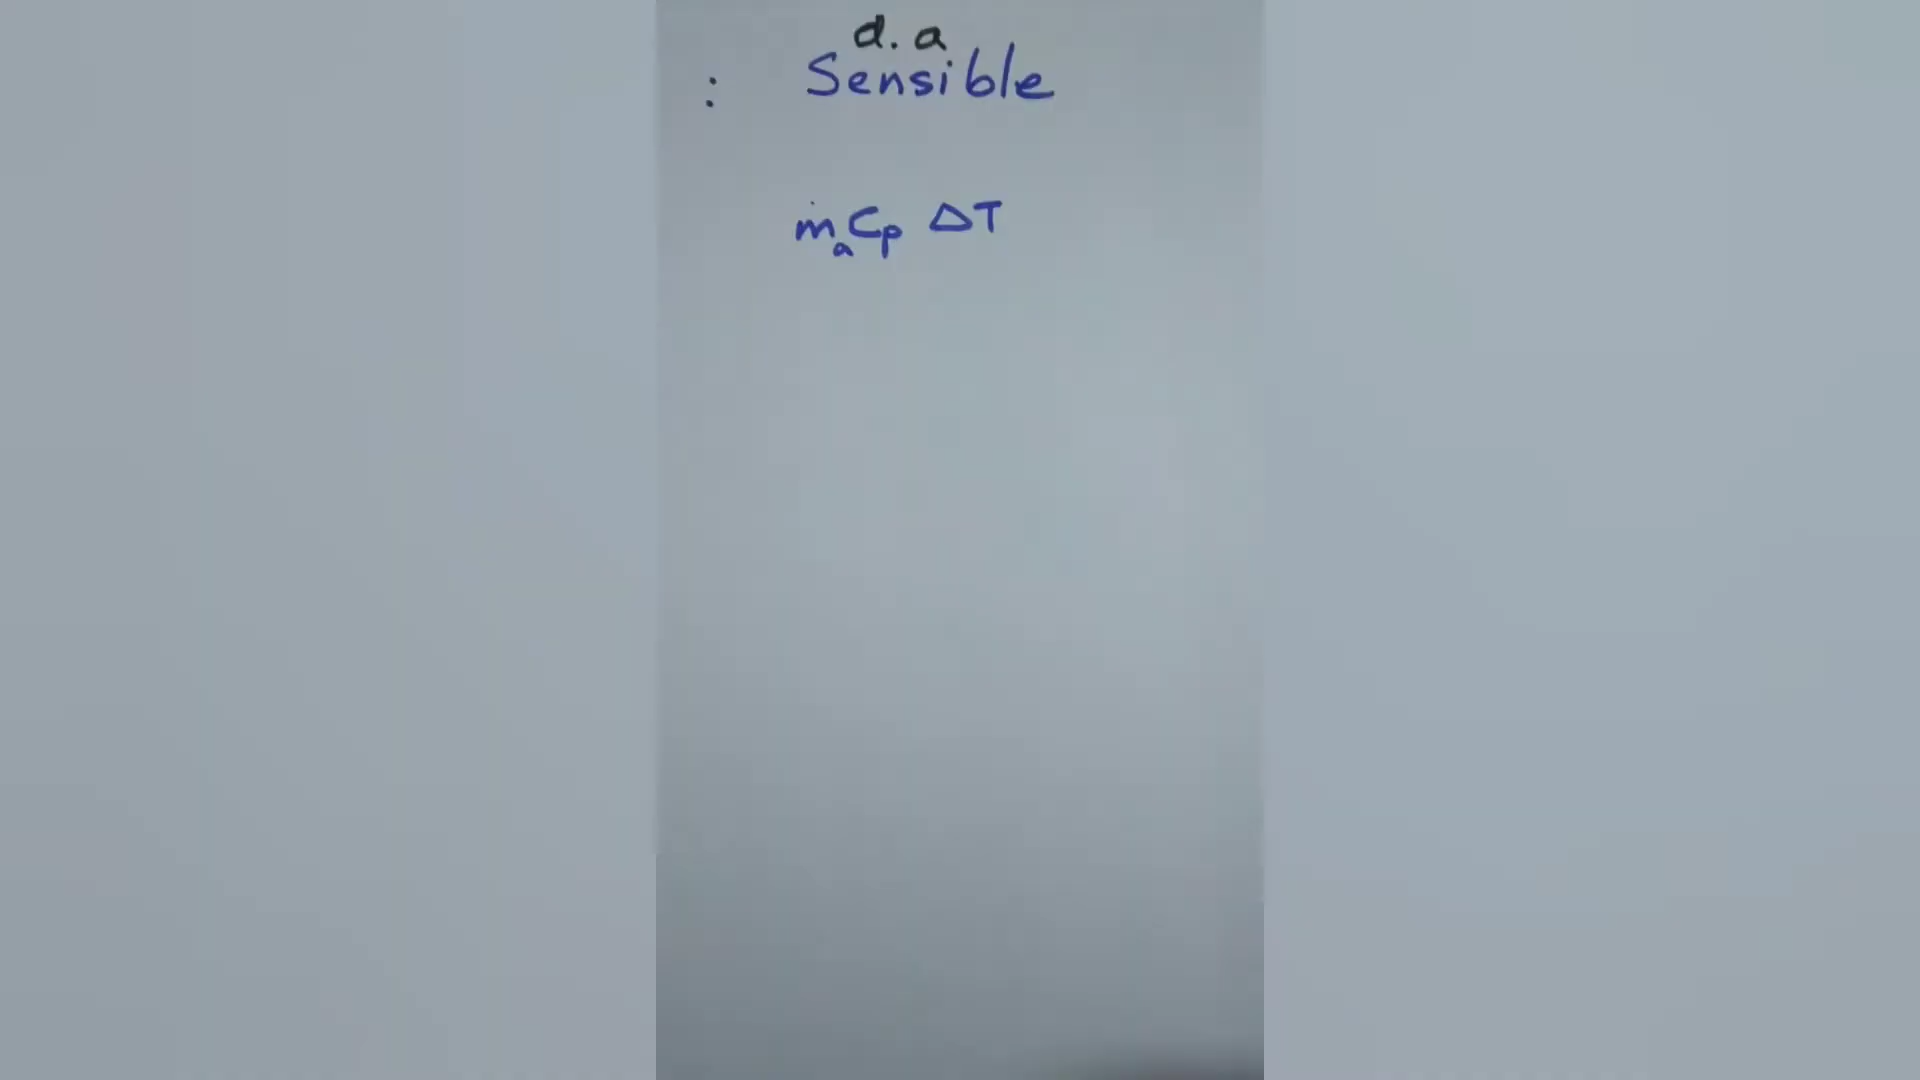 d. a
: Sensible
ṁₐCₚ ΔT